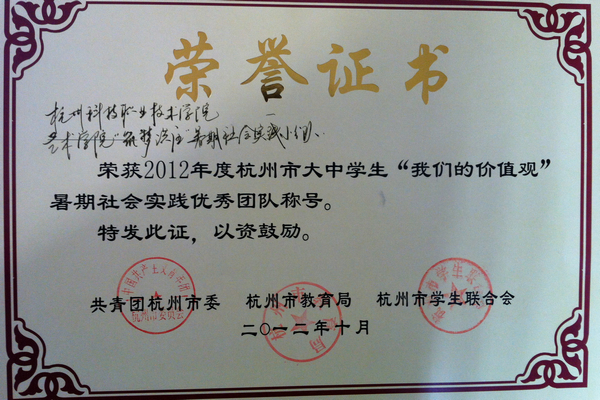 荣誉证书
杭州科技职业技术学院
艺术学院“筑梦浣江”暑期社会实践小分队:
荣获2012年度杭州市大中学生“我们的价值观”
暑期社会实践优秀团队称号。
特发此证，以资鼓励。
共青团杭州市委 杭州市教育局 杭州市学生联合会
二〇一二年十月